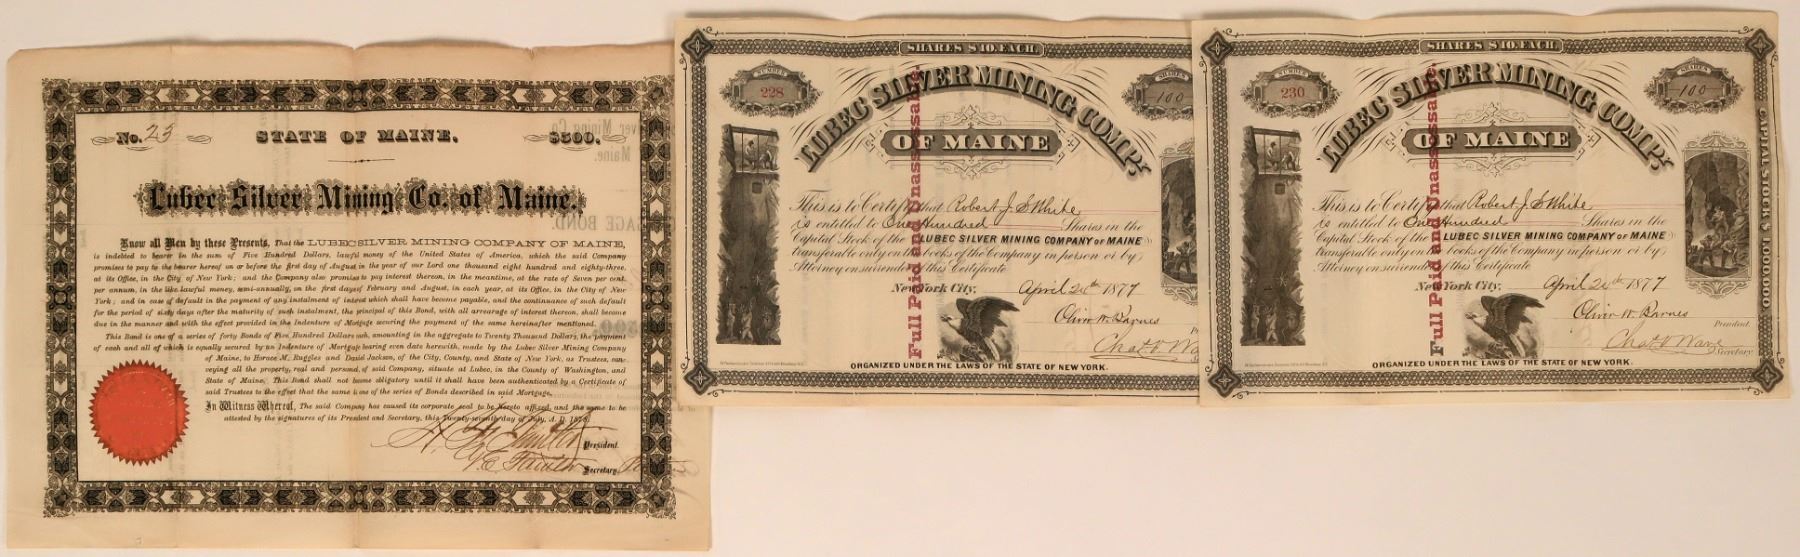 No. 23
STATE OF MAINE.
$500.
Lubec Silver Mining Co. of Maine.
Know all Men by these Presents, That the LUBEC SILVER MINING COMPANY OF MAINE,
is indebted to bearer in the sum of Five Hundred Dollars, lawful money of the United States of America, which the said Company
promises to pay to the bearer hereof on or before the first day of August in the year of our Lord one thousand eight hundred and eighty-three,
at its Office, in the City of New York; and the Company also promises to pay interest thereon, in the meantime, at the rate of Seven per cent.
per annum, in the like lawful money, semi-annually, on the first days of February and August, in each year, at its Office, in the City of New
York; and in case of default in the payment of any instalment of interest which shall have become payable, and the continuance of such default
for the period of sixty days after the maturity of such instalment, the principal of this Bond, with all arrearage of interest thereon, shall become
due in the manner and with the effect provided in the Indenture of Mortgage securing the payment of the same hereinafter mentioned.
This Bond is one of a series of forty Bonds of Five Hundred Dollars each, amounting in the aggregate to Twenty Thousand Dollars, the payment
of each and all of which is equally secured by an Indenture of Mortgage bearing even date herewith, made by the Lubec Silver Mining Company
of Maine, to Horace M. Ruggles and David Jackson, of the City, County, and State of New York, as Trustees, con-
veying all the property, real and personal, of said Company, situate at Lubec, in the County of Washington, and
State of Maine. This Bond shall not become obligatory until it shall have been authenticated by a Certificate of
said Trustees to the effect that the same is one of the series of Bonds described in said Mortgage.
In Witness Whereof, The said Company has caused its corporate seal to be hereto affixed, and the same to be
attested by the signatures of its President and Secretary, this Twenty-seventh day of July, A. D. 1878.
President.
Secretary.
SHARES $10. EACH.
NUMBER
228
SHARES
100
LUBEC SILVER MINING COMPY.
OF MAINE
Full Paid and Unassessable.
This is to Certify that Robert J. S. White
is entitled to One Hundred Shares in the
Capital Stock of the LUBEC SILVER MINING COMPANY OF MAINE
transferable only on the books of the Company in person or by
Attorney on surrender of this Certificate
New York City, April 24th 1877
Oliver W. Barnes
ORGANIZED UNDER THE LAWS OF THE STATE OF NEW YORK.
SHARES $10. EACH.
NUMBER
230
SHARES
100
LUBEC SILVER MINING COMPY.
OF MAINE
Full Paid and Unassessable.
CAPITAL STOCK $1,000,000.
This is to Certify that Robert J. S. White
is entitled to One Hundred Shares in the
Capital Stock of the LUBEC SILVER MINING COMPANY OF MAINE
transferable only on the books of the Company in person or by
Attorney on surrender of this Certificate
New York City, April 24th 1877
Oliver W. Barnes
President.
Secretary.
ORGANIZED UNDER THE LAWS OF THE STATE OF NEW YORK.